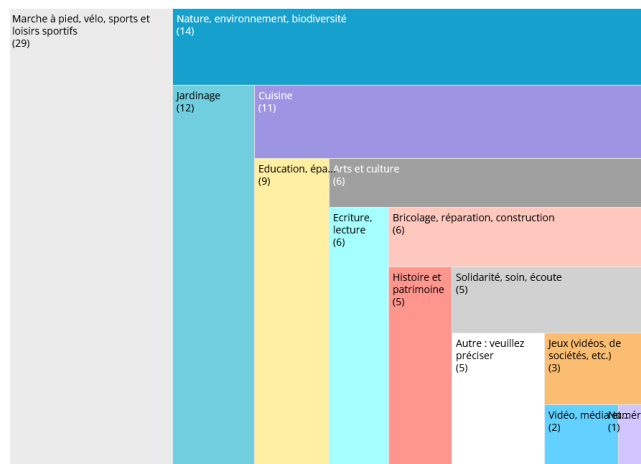 Marche à pied, vélo, sports et
loisirs sportifs
(29)
Nature, environnement, biodiversité
(14)
Jardinage
(12)
Cuisine
(11)
Education, épa...
(9)
Arts et culture
(6)
Ecriture,
lecture
(6)
Bricolage, réparation, construction
(6)
Histoire et
patrimoine
(5)
Solidarité, soin, écoute
(5)
Autre : veuillez
préciser
(5)
Jeux (vidéos, de
sociétés, etc.)
(3)
Vidéo,
(2)
(1)